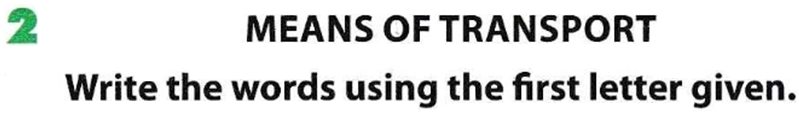 2 MEANS OF TRANSPORT
Write the words using the first letter given.